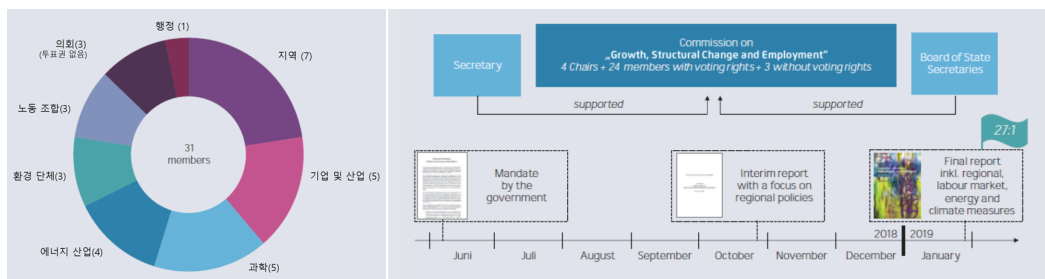 행정 (1)
의회(3)
(투표권 없음)
지역 (7)
노동 조합(3)
31
members
환경 단체(3)
기업 및 산업 (5)
에너지 산업(4)
과학(5)
Secretary
Commission on
„Growth, Structural Change and Employment“
4 Chairs + 24 members with voting rights + 3 without voting rights
Board of State
Secretaries
supported
supported
27:1
Mandate
by the
government
Interim report
with a focus on
regional policies
Final report
inkl. regional,
labour market,
energy and
climate measures
2018
2019
Juni
Juli
August
September
October
November
December
January